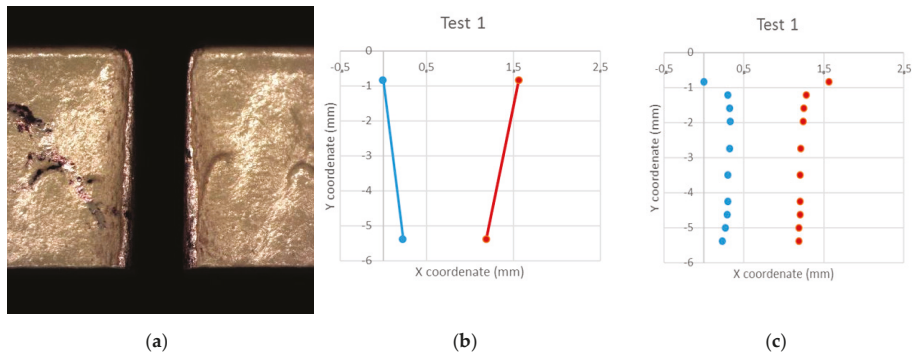 Test 1
0
-0,5 0,5 1,5 2,5
-1
-2
-3
-4
-5
-6
Y coordenate (mm)
X coordenate (mm)
Test 1
0
-0,5 0,5 1,5 2,5
-1
-2
-3
-4
-5
-6
Y coordenate (mm)
X coordenate (mm)
(a) (b) (c)